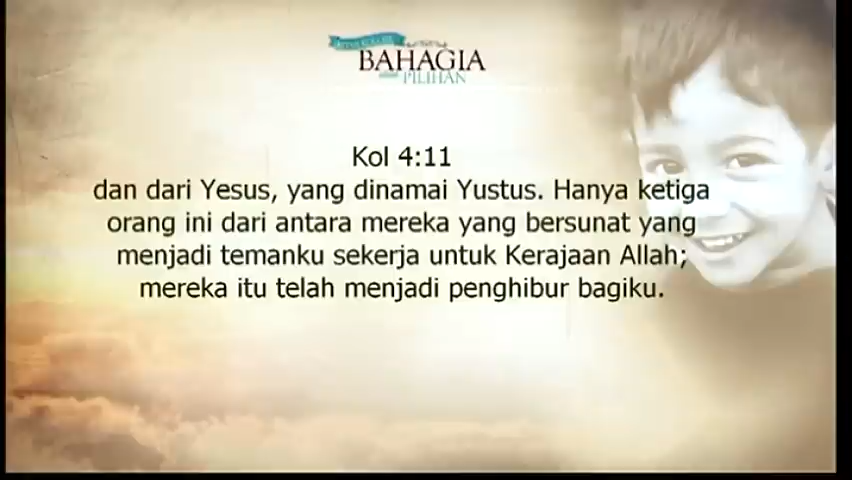 BAHAGIA
PILIHAN
Kol 4:11
dan dari Yesus, yang dinamai Yustus. Hanya ketiga
orang ini dari antara mereka yang bersunat yang
menjadi temanku sekerja untuk Kerajaan Allah;
mereka itu telah menjadi penghibur bagiku.